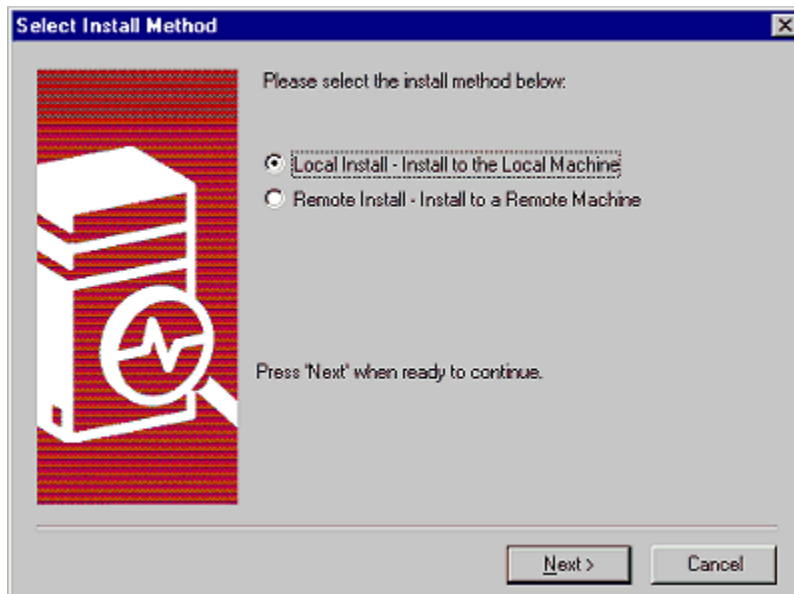 Select Install Method
Please select the install method below:
Local Install - Install to the Local Machine
Remote Install - Install to a Remote Machine
Press 'Next' when ready to continue.
Next >
Cancel